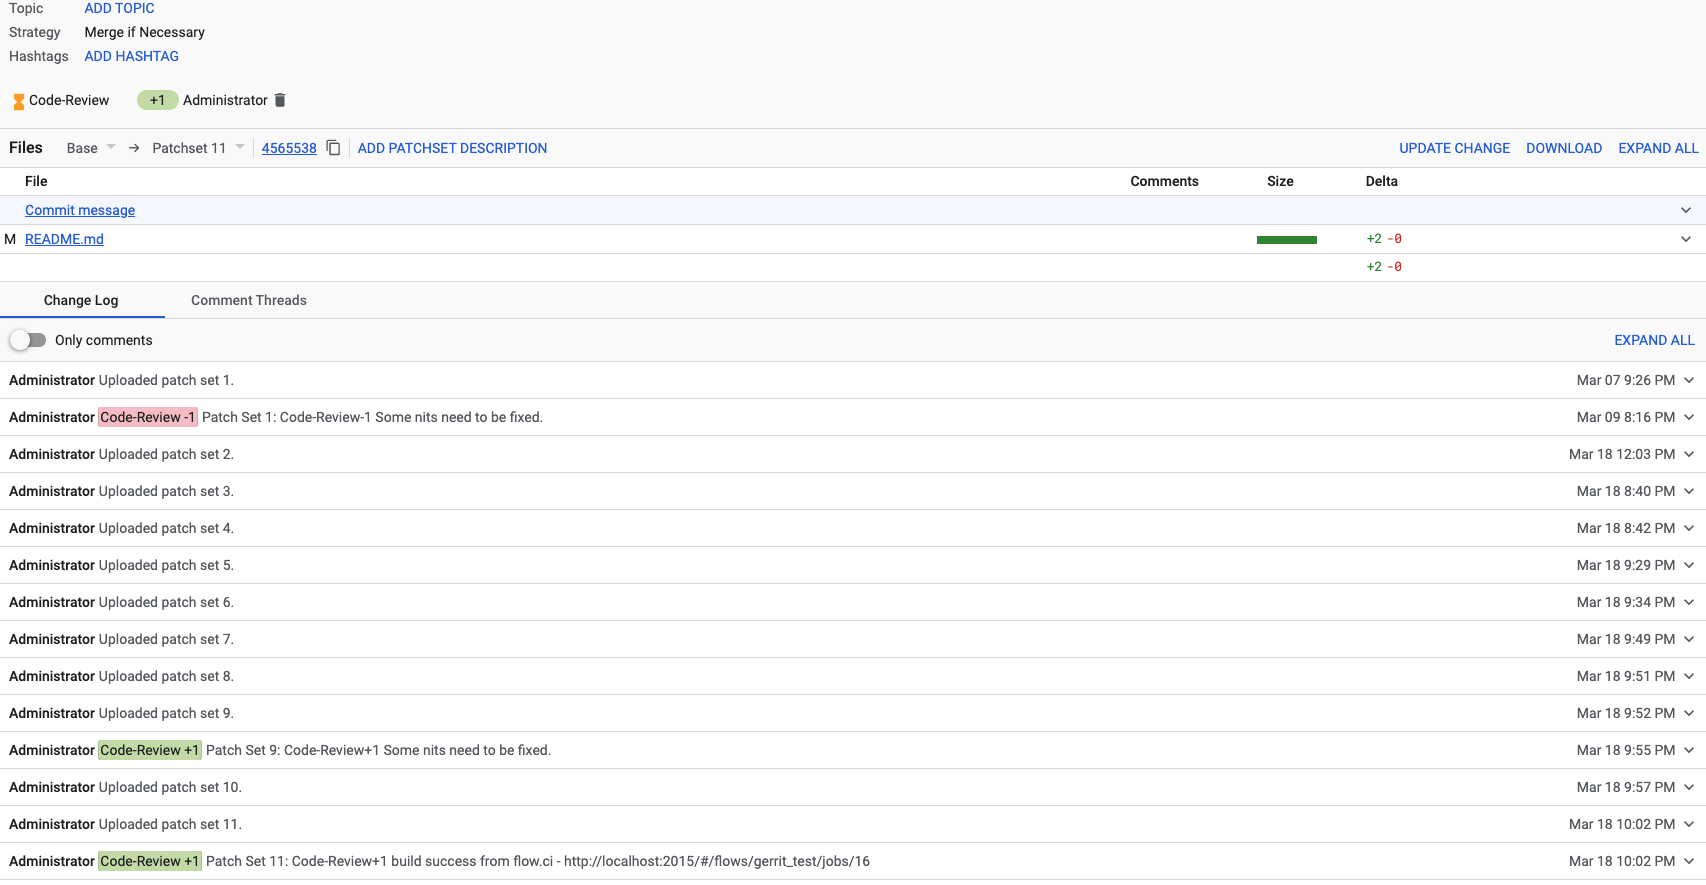 Topic ADD TOPIC
Strategy Merge if Necessary
Hashtags ADD HASHTAG
Code-Review +1 Administrator
Files Base → Patchset 11 4565538 ADD PATCHSET DESCRIPTION UPDATE CHANGE DOWNLOAD EXPAND ALL
File Comments Size Delta
Commit message
M README.md +2 -0
+2 -0
Change Log Comment Threads
Only comments EXPAND ALL
Administrator Uploaded patch set 1. Mar 07 9:26 PM
Administrator Code-Review -1 Patch Set 1: Code-Review-1 Some nits need to be fixed. Mar 09 8:16 PM
Administrator Uploaded patch set 2. Mar 18 12:03 PM
Administrator Uploaded patch set 3. Mar 18 8:40 PM
Administrator Uploaded patch set 4. Mar 18 8:42 PM
Administrator Uploaded patch set 5. Mar 18 9:29 PM
Administrator Uploaded patch set 6. Mar 18 9:34 PM
Administrator Uploaded patch set 7. Mar 18 9:49 PM
Administrator Uploaded patch set 8. Mar 18 9:51 PM
Administrator Uploaded patch set 9. Mar 18 9:52 PM
Administrator Code-Review +1 Patch Set 9: Code-Review+1 Some nits need to be fixed. Mar 18 9:55 PM
Administrator Uploaded patch set 10. Mar 18 9:57 PM
Administrator Uploaded patch set 11. Mar 18 10:02 PM
Administrator Code-Review +1 Patch Set 11: Code-Review+1 build success from flow.ci - http://localhost:2015/#/flows/gerrit_test/jobs/16 Mar 18 10:02 PM